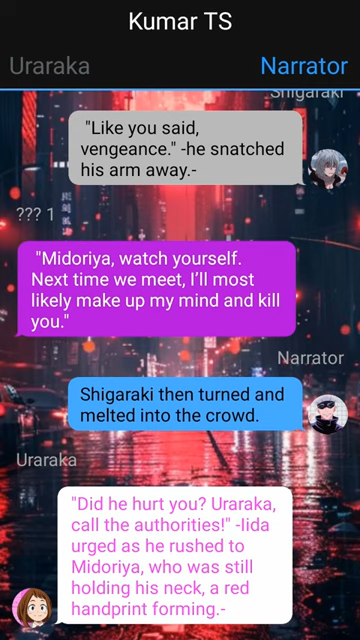 Kumar TS
Uraraka
Narrator
Shigaraki
"Like you said,
vengeance." -he snatched
his arm away.-
??? 1
"Midoriya, watch yourself.
Next time we meet, I’ll most
likely make up my mind and kill
you."
Narrator
Shigaraki then turned and
melted into the crowd.
Uraraka
"Did he hurt you? Uraraka,
call the authorities!" -Iida
urged as he rushed to
Midoriya, who was still
holding his neck, a red
handprint forming.-